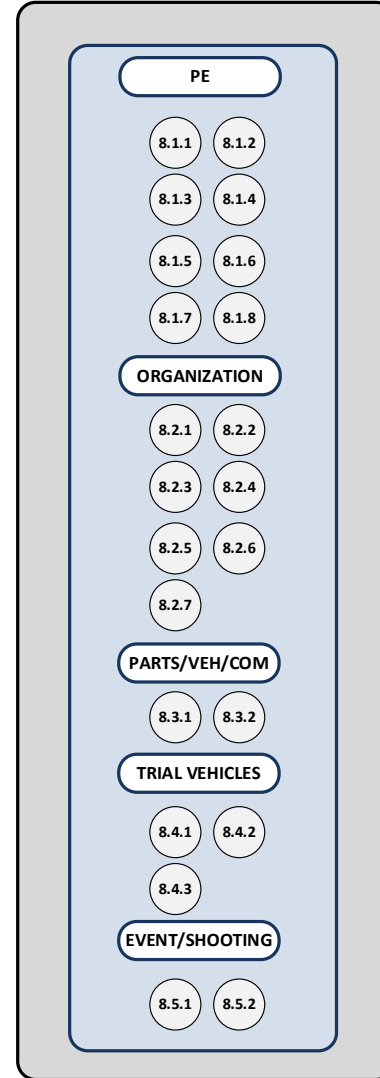 PE
8.1.1 8.1.2
8.1.3 8.1.4
8.1.5 8.1.6
8.1.7 8.1.8
ORGANIZATION
8.2.1 8.2.2
8.2.3 8.2.4
8.2.5 8.2.6
8.2.7
PARTS/VEH/COM
8.3.1 8.3.2
TRIAL VEHICLES
8.4.1 8.4.2
8.4.3
EVENT/SHOOTING
8.5.1 8.5.2